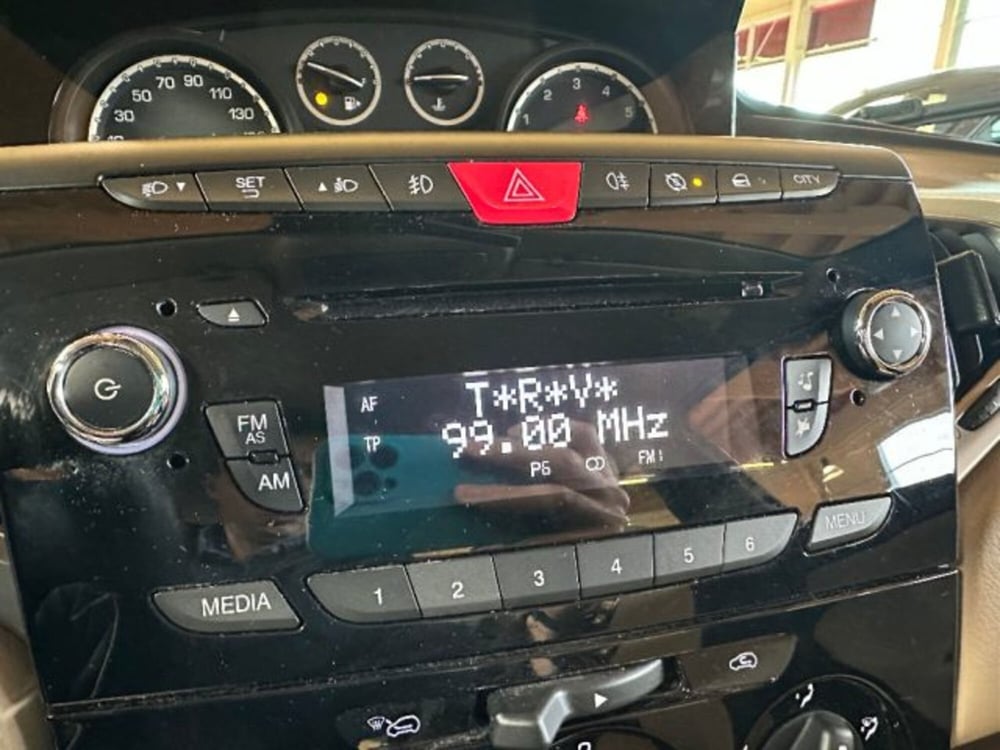 30 50 70 90 110 130
1 2 3 4 5
SET
CITY
AF
T*R*V*
FM
AS
TP
99.00 MHz
P6
FM1
AM
MENU
1 2 3 4 5 6
MEDIA